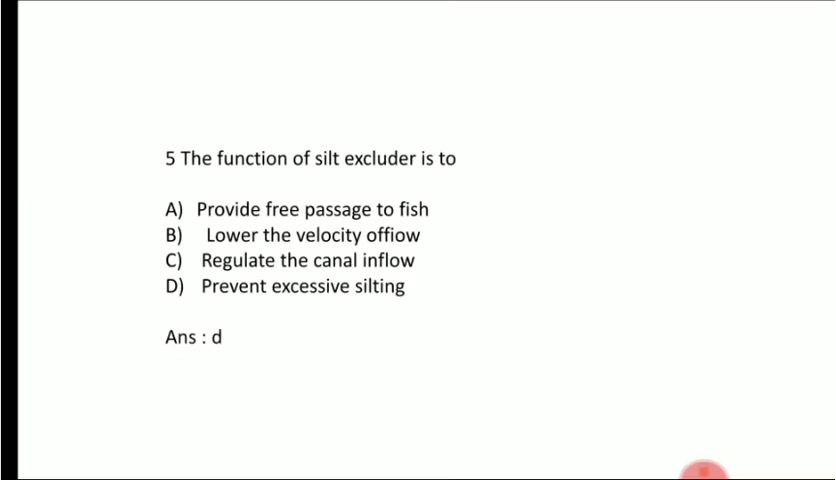 5 The function of silt excluder is to
A) Provide free passage to fish
B) Lower the velocity offiow
C) Regulate the canal inflow
D) Prevent excessive silting
Ans : d